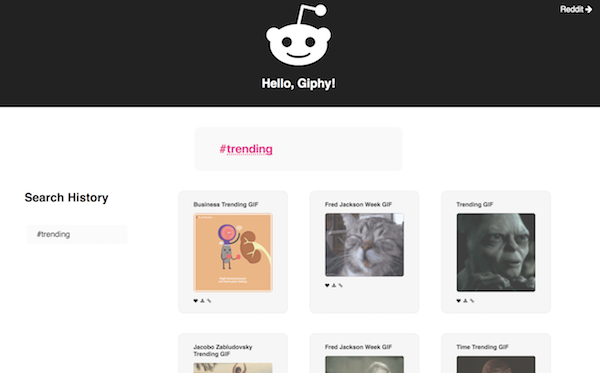 Reddit
Hello, Giphy!
#trending
Search History
#trending
Business Trending GIF
Fred Jackson Week GIF
Trending GIF
Jacobo Zabludovsky
Trending GIF
Fred Jackson Week GIF
Time Trending GIF